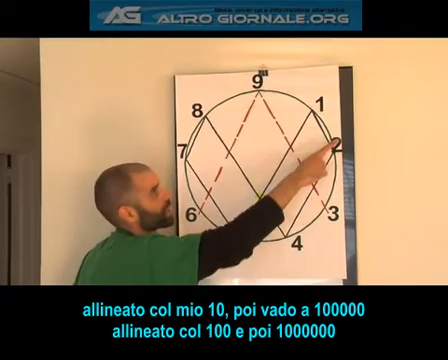 ALTRO GIORNALE.ORG
9
8
1
7
2
6
3
4
allineato col mio 10, poi vado a 100000
allineato col 100 e poi 1000000